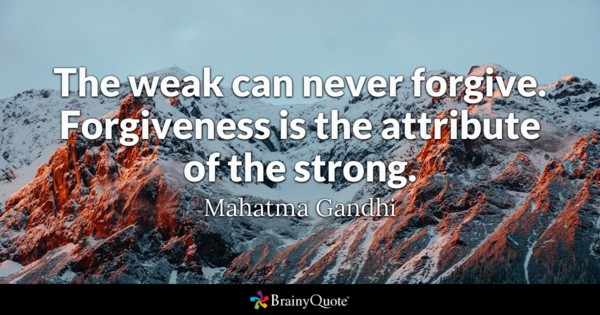 The weak can never forgive.
Forgiveness is the attribute
of the strong.
Mahatma Gandhi
BrainyQuote®